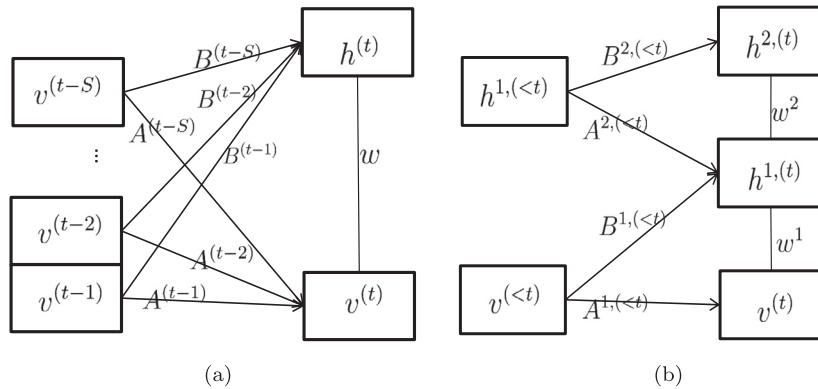 v^{(t-S)}
⋮
v^{(t-2)}
v^{(t-1)}
B^{(t-S)}
B^{(t-2)}
A^{(t-S)}
B^{(t-1)}
A^{(t-2)}
A^{(t-1)}
h^{(t)}
w
v^{(t)}
(a)
h^{1,(<t)}
v^{(<t)}
B^{2,(<t)}
A^{2,(<t)}
B^{1,(<t)}
A^{1,(<t)}
h^{2,(t)}
w^2
h^{1,(t)}
w^1
v^{(t)}
(b)